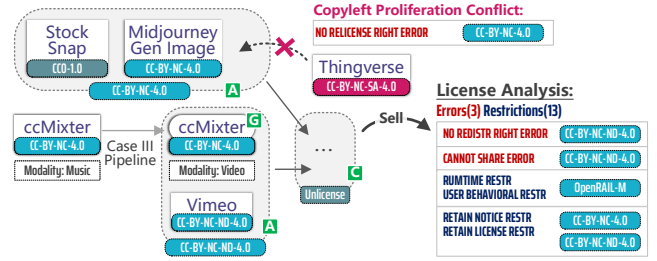 Copyleft Proliferation Conflict:
NO RELICENSE RIGHT ERROR
CC-BY-NC-4.0
Stock
Snap
CC0-1.0
Midjourney
Gen Image
CC-BY-NC-4.0
CC-BY-NC-4.0
A
Thingverse
CC-BY-NC-SA-4.0
ccMixter
CC-BY-NC-4.0
Modality: Music
Case III
Pipeline
G
ccMixter
CC-BY-NC-4.0
Modality: Video
Vimeo
CC-BY-NC-ND-4.0
A
CC-BY-NC-ND-4.0
...
C
Unlicense
Sell
License Analysis:
Errors(3) Restrictions(13)
NO REDISTR RIGHT ERROR CC-BY-NC-ND-4.0
CANNOT SHARE ERROR CC-BY-NC-ND-4.0
RUMTIME RESTR
USER BEHAVIORAL RESTR
OpenRAIL-M
RETAIN NOTICE RESTR
RETAIN LICENSE RESTR
CC-BY-NC-4.0
CC-BY-NC-ND-4.0